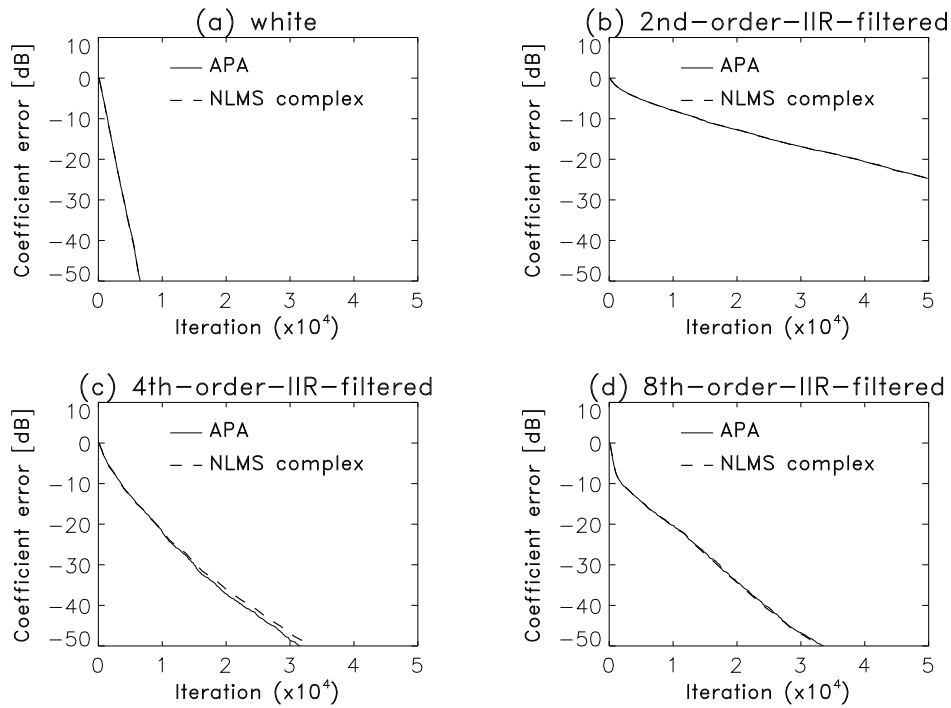 (a) white
Coefficient error [dB]
10
0
−10
−20
−30
−40
−50
APA
NLMS complex
0 1 2 3 4 5
Iteration (x10⁴)
(b) 2nd−order−IIR−filtered
Coefficient error [dB]
10
0
−10
−20
−30
−40
−50
APA
NLMS complex
0 1 2 3 4 5
Iteration (x10⁴)
(c) 4th−order−IIR−filtered
Coefficient error [dB]
10
0
−10
−20
−30
−40
−50
APA
NLMS complex
0 1 2 3 4 5
Iteration (x10⁴)
(d) 8th−order−IIR−filtered
Coefficient error [dB]
10
0
−10
−20
−30
−40
−50
APA
NLMS complex
0 1 2 3 4 5
Iteration (x10⁴)